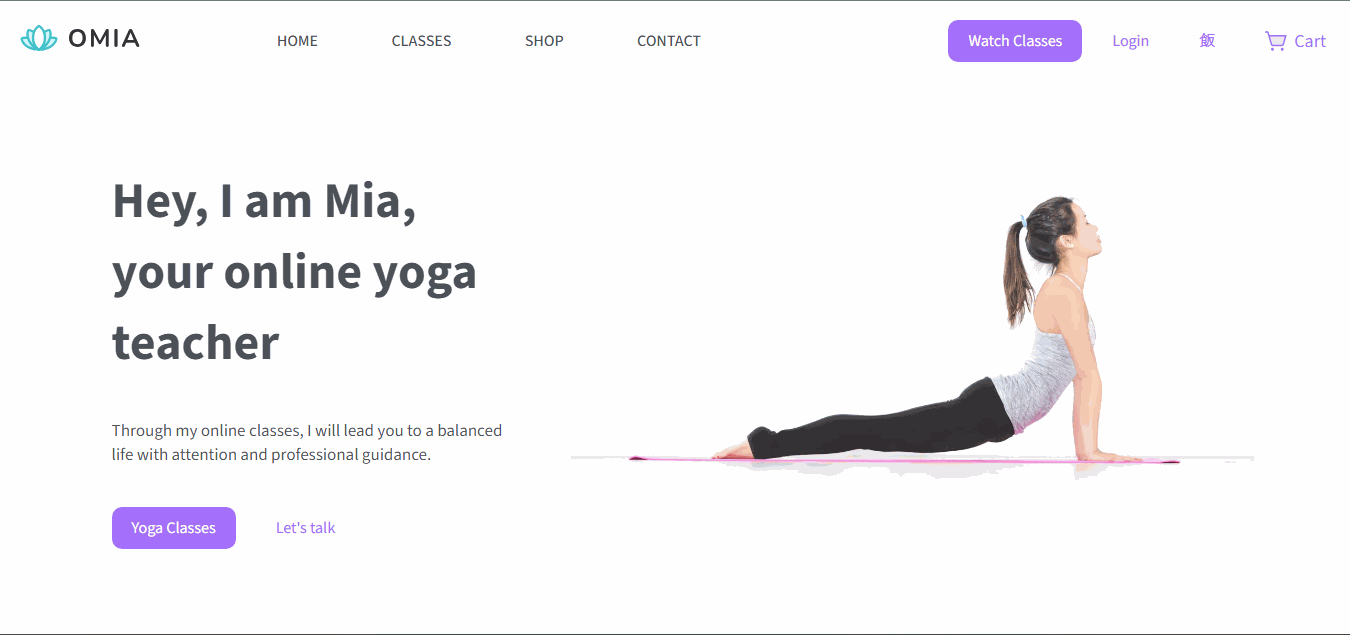 OMIA
HOME
CLASSES
SHOP
CONTACT
Watch Classes
Login
飯
Cart
Hey, I am Mia,
your online yoga
teacher
Through my online classes, I will lead you to a balanced
life with attention and professional guidance.
Yoga Classes
Let's talk